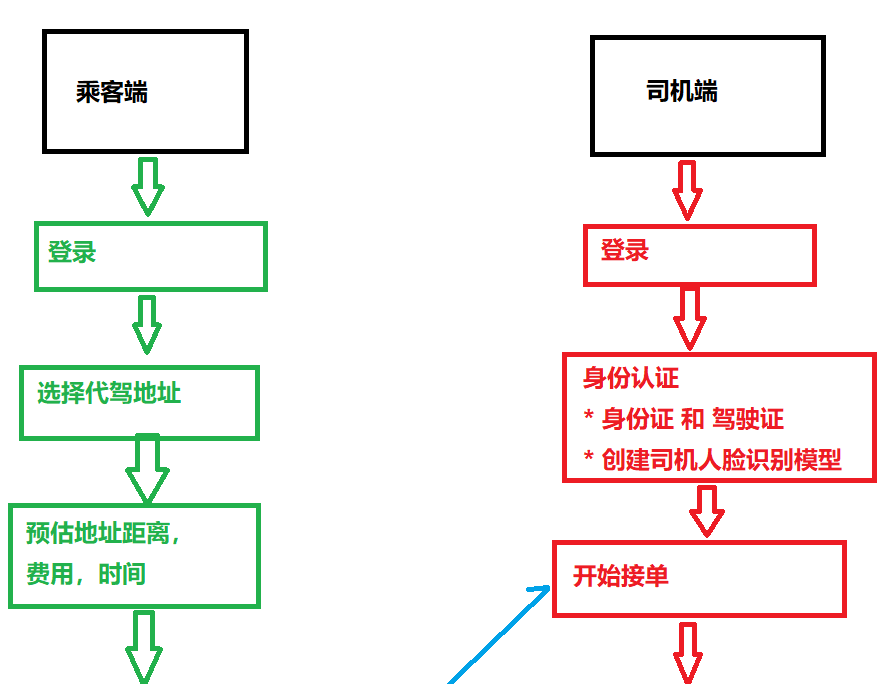 乘客端
司机端
登录
登录
选择代驾地址
身份认证
* 身份证 和 驾驶证
* 创建司机人脸识别模型
预估地址距离，
费用，时间
开始接单